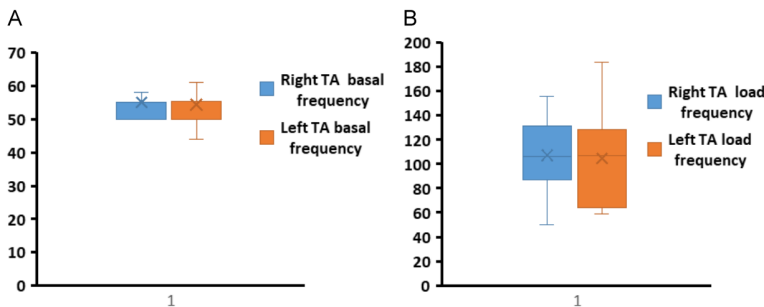 A
70
60
50
40
30
20
10
0
1
Right TA basal
frequency
Left TA basal
frequency
B
200
180
160
140
120
100
80
60
40
20
0
1
Right TA load
frequency
Left TA load
frequency